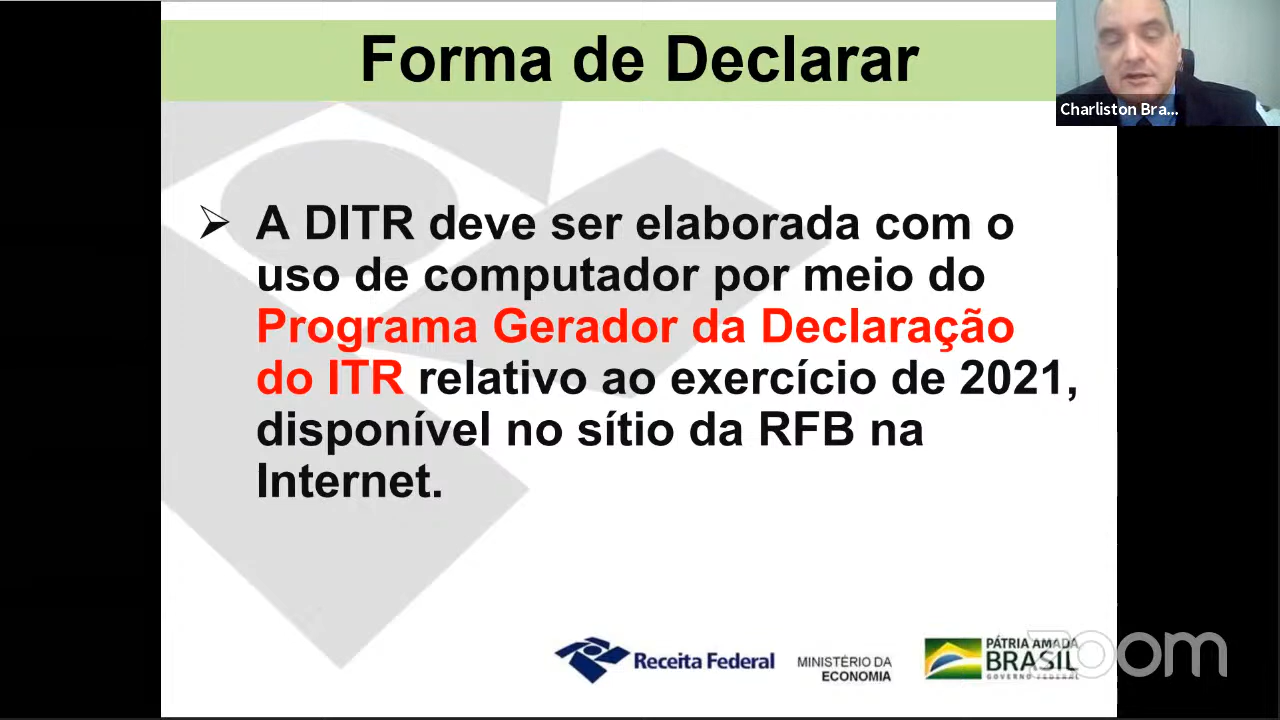 Forma de Declarar
Charliston Bra...
➢ A DITR deve ser elaborada com o
uso de computador por meio do
Programa Gerador da Declaração
do ITR relativo ao exercício de 2021,
disponível no sítio da RFB na
Internet.
Receita Federal
MINISTÉRIO DA
ECONOMIA
PÁTRIA AMADA
BRASIL
GOVERNO FEDERAL
zoom